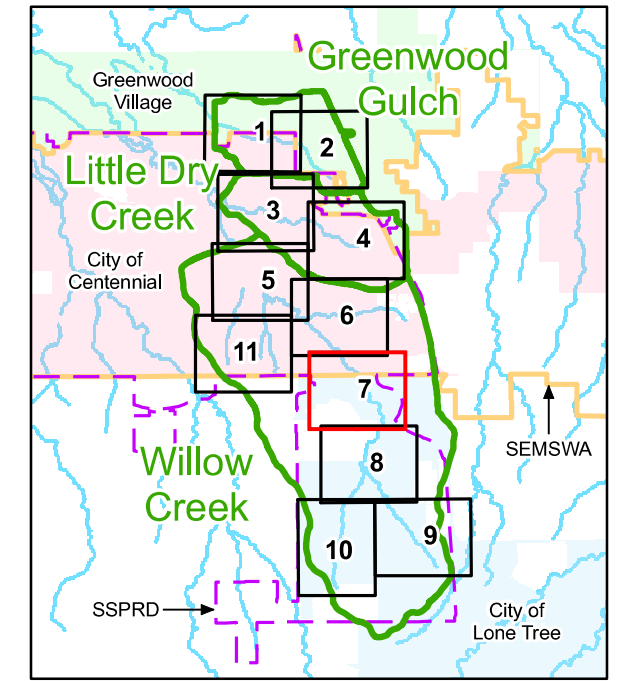 Greenwood
Gulch
Greenwood
Village
1
2
Little Dry
Creek
3
4
City of
Centennial
5
6
11
7
SEMSWA
Willow
Creek
8
9
10
SSPRD
City of
Lone Tree